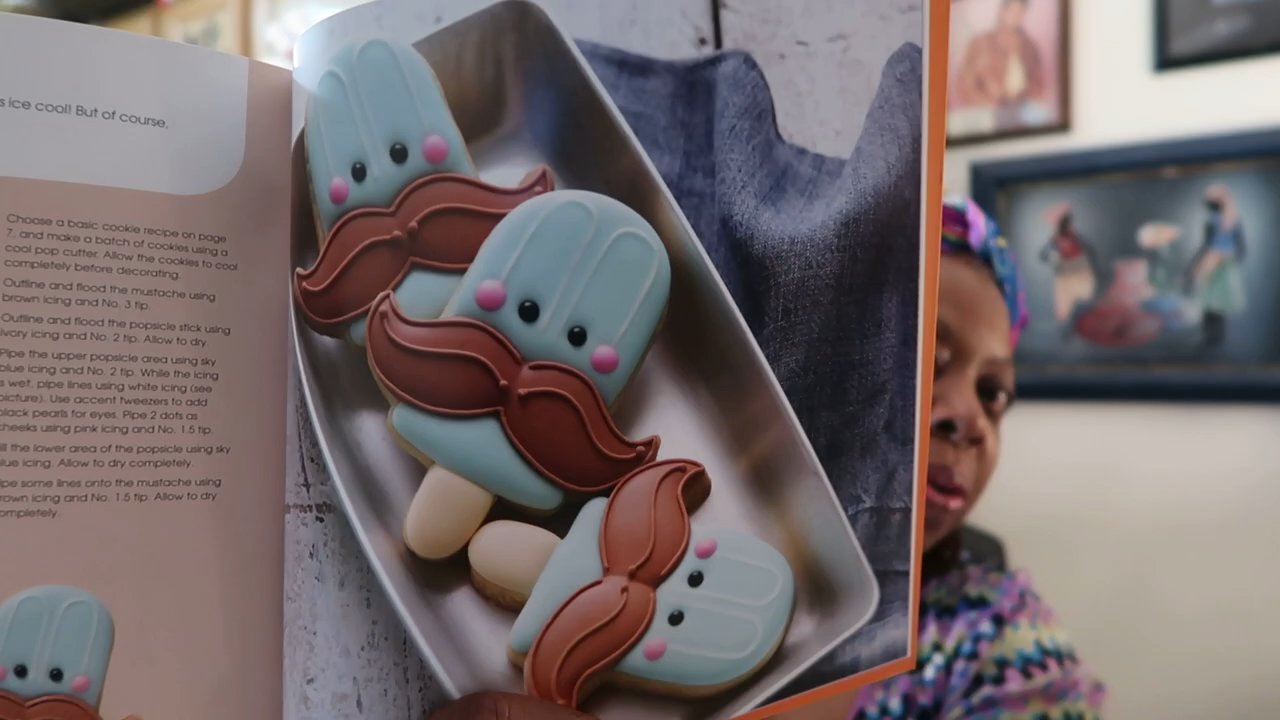 s ice cool! But of course,
Choose a basic cookie recipe on page
7, and make a batch of cookies using a
cool pop cutter. Allow the cookies to cool
completely before decorating.
Outline and flood the mustache using
brown icing and No. 3 tip.
Outline and flood the popsicle stick using
ivory icing and No. 2 tip. Allow to dry
Pipe the upper popsicle area using sky
blue icing and No. 2 tip. While the icing
s wet, pipe lines using white icing (see
picture). Use accent tweezers to add
black pearls for eyes. Pipe 2 dots as
cheeks using pink icing and No. 1.5 tip.
ill the lower area of the popsicle using sky
lue icing. Allow to dry completely.
ipe some lines onto the mustache using
rown icing and No. 1.5 tip. Allow to dry
ompletely.